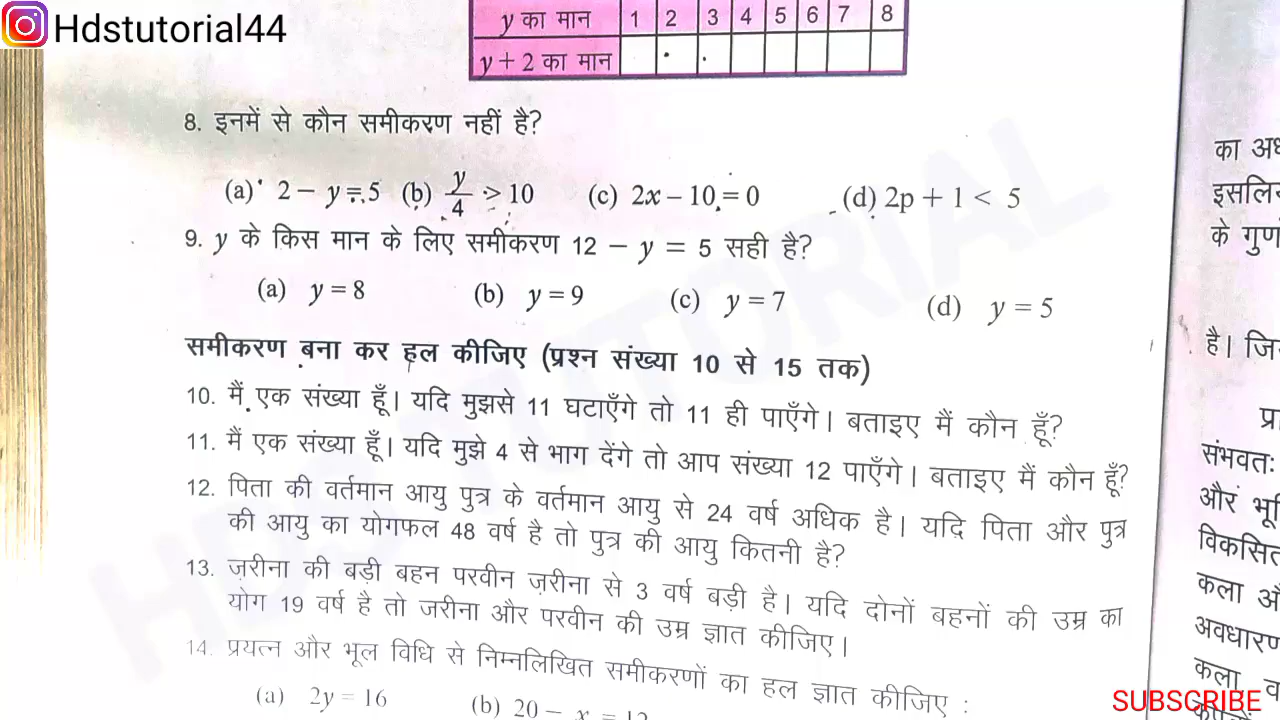 Hdstutorial44
y का मान 1 2 3 4 5 6 7 8
y + 2 का मान
8. इनमें से कौन समीकरण नहीं है?
(a) 2 – y = 5 (b) y/4 > 10 (c) 2x – 10 = 0 (d) 2p + 1 < 5
9. y के किस मान के लिए समीकरण 12 – y = 5 सही है?
(a) y = 8 (b) y = 9 (c) y = 7 (d) y = 5
समीकरण बना कर हल कीजिए (प्रश्न संख्या 10 से 15 तक)
10. मैं एक संख्या हूँ। यदि मुझसे 11 घटाएँगे तो 11 ही पाएँगे। बताइए मैं कौन हूँ?
11. मैं एक संख्या हूँ। यदि मुझे 4 से भाग देंगे तो आप संख्या 12 पाएँगे। बताइए मैं कौन हूँ?
12. पिता की वर्तमान आयु पुत्र के वर्तमान आयु से 24 वर्ष अधिक है। यदि पिता और पुत्र
की आयु का योगफल 48 वर्ष है तो पुत्र की आयु कितनी है?
13. ज़रीना की बड़ी बहन परवीन ज़रीना से 3 वर्ष बड़ी है। यदि दोनों बहनों की उम्र का
योग 19 वर्ष है तो जरीना और परवीन की उम्र ज्ञात कीजिए।
14. प्रयत्न और भूल विधि से निम्नलिखित समीकरणों का हल ज्ञात कीजिए :
(a) 2y = 16 (b) 20 – x = 12
का
के
है। जि
संभवतः
और
कला
कला
HDS TUTORIAL
SUBSCRIBE